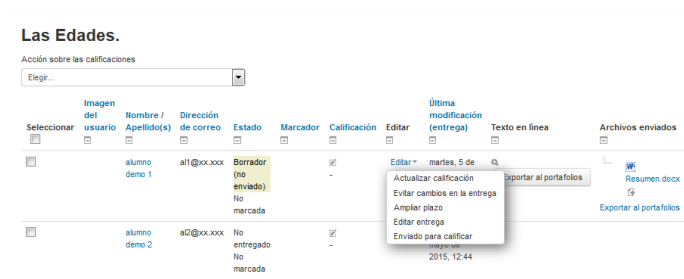 Las Edades.
Acción sobre las calificaciones
Elegir...
Seleccionar
Imagen
del
usuario
Nombre /
Apellido(s)
Dirección
de correo
Estado
Marcador
Calificación
Editar
Última
modificación
(entrega)
Texto en línea
Archivos enviados
alumno
demo 1
al1@xx.xxx
Borrador
(no
enviado)
No
marcada
-
Editar
martes, 5 de
Exportar al portafolios
Resumen.docx
Exportar al portafolios
Actualizar calificación
Evitar cambios en la entrega
Ampliar plazo
Editar entrega
Enviado para calificar
alumno
demo 2
al2@xx.xxx
No
entregado
No
marcada
-
mayo de
2015, 12:44